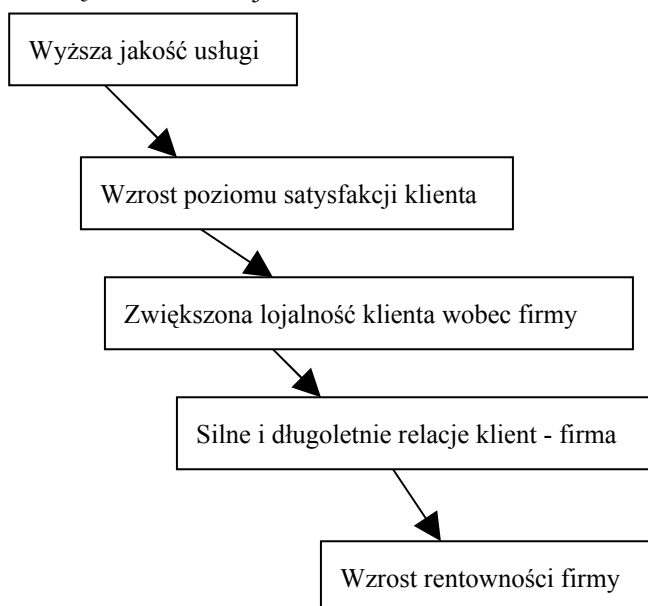 Wyższa jakość usługi
Wzrost poziomu satysfakcji klienta
Zwiększona lojalność klienta wobec firmy
Silne i długoletnie relacje klient - firma
Wzrost rentowności firmy